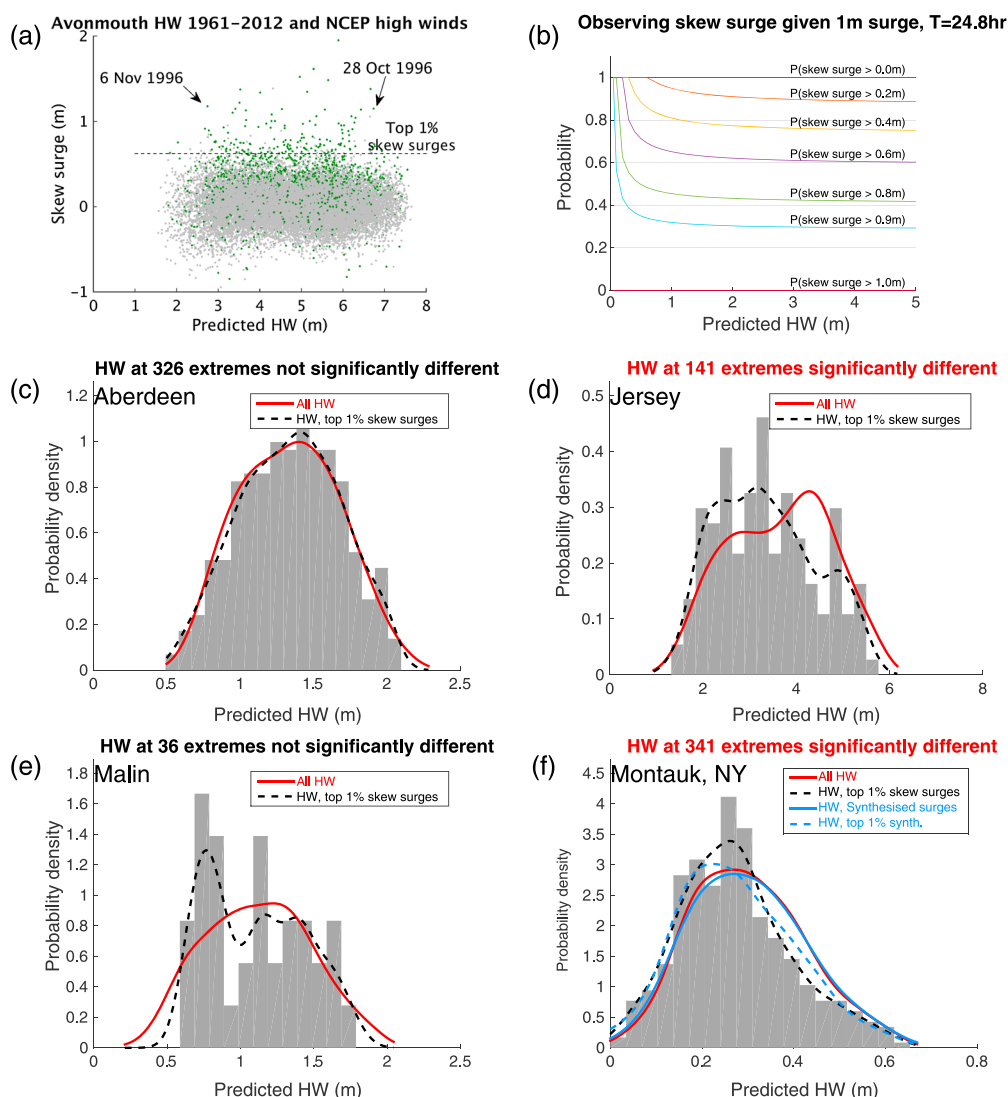 (a)
Avonmouth HW 1961−2012 and NCEP high winds
2
1
0
−1
Skew surge (m)
6 Nov 1996
28 Oct 1996
Top 1%
skew surges
0 1 2 3 4 5 6 7 8
Predicted HW (m)
(b)
Observing skew surge given 1m surge, T=24.8hr
1
0.8
0.6
0.4
0.2
0
Probability
P(skew surge > 0.0m)
P(skew surge > 0.2m)
P(skew surge > 0.4m)
P(skew surge > 0.6m)
P(skew surge > 0.8m)
P(skew surge > 0.9m)
P(skew surge > 1.0m)
0 1 2 3 4 5
Predicted HW (m)
HW at 326 extremes not significantly different
(c)
Aberdeen
All HW
HW, top 1% skew surges
1.2
1
0.8
0.6
0.4
0.2
0
Probability density
0 0.5 1 1.5 2 2.5
Predicted HW (m)
HW at 141 extremes significantly different
(d)
Jersey
All HW
HW, top 1% skew surges
0.5
0.4
0.3
0.2
0.1
0
Probability density
0 2 4 6 8
Predicted HW (m)
HW at 36 extremes not significantly different
(e)
Malin
All HW
HW, top 1% skew surges
1.8
1.6
1.4
1.2
1
0.8
0.6
0.4
0.2
0
Probability density
0 0.5 1 1.5 2 2.5
Predicted HW (m)
HW at 341 extremes significantly different
(f)
Montauk, NY
All HW
HW, top 1% skew surges
HW, Synthesised surges
HW, top 1% synth.
4.5
4
3.5
3
2.5
2
1.5
1
0.5
0
Probability density
0 0.2 0.4 0.6 0.8
Predicted HW (m)